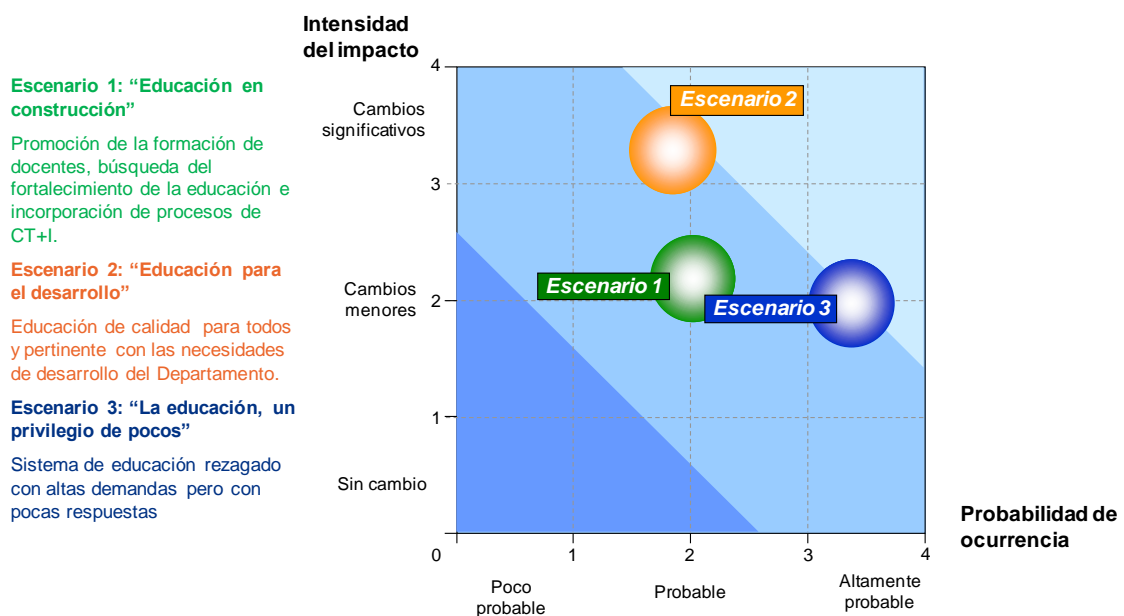 Intensidad
del impacto
Escenario 1: “Educación en
construcción”
Promoción de la formación de
docentes, búsqueda del
fortalecimiento de la educación e
incorporación de procesos de
CT+I.
Escenario 2: “Educación para
el desarrollo”
Educación de calidad para todos
y pertinente con las necesidades
de desarrollo del Departamento.
Escenario 3: “La educación, un
privilegio de pocos”
Sistema de educación rezagado
con altas demandas pero con
pocas respuestas
4
Cambios
significativos
3
Cambios
menores
2
1
Sin cambio
Escenario 2
Escenario 1
Escenario 3
0
1
2
3
4
Poco
probable
Probable
Altamente
probable
Probabilidad de
ocurrencia